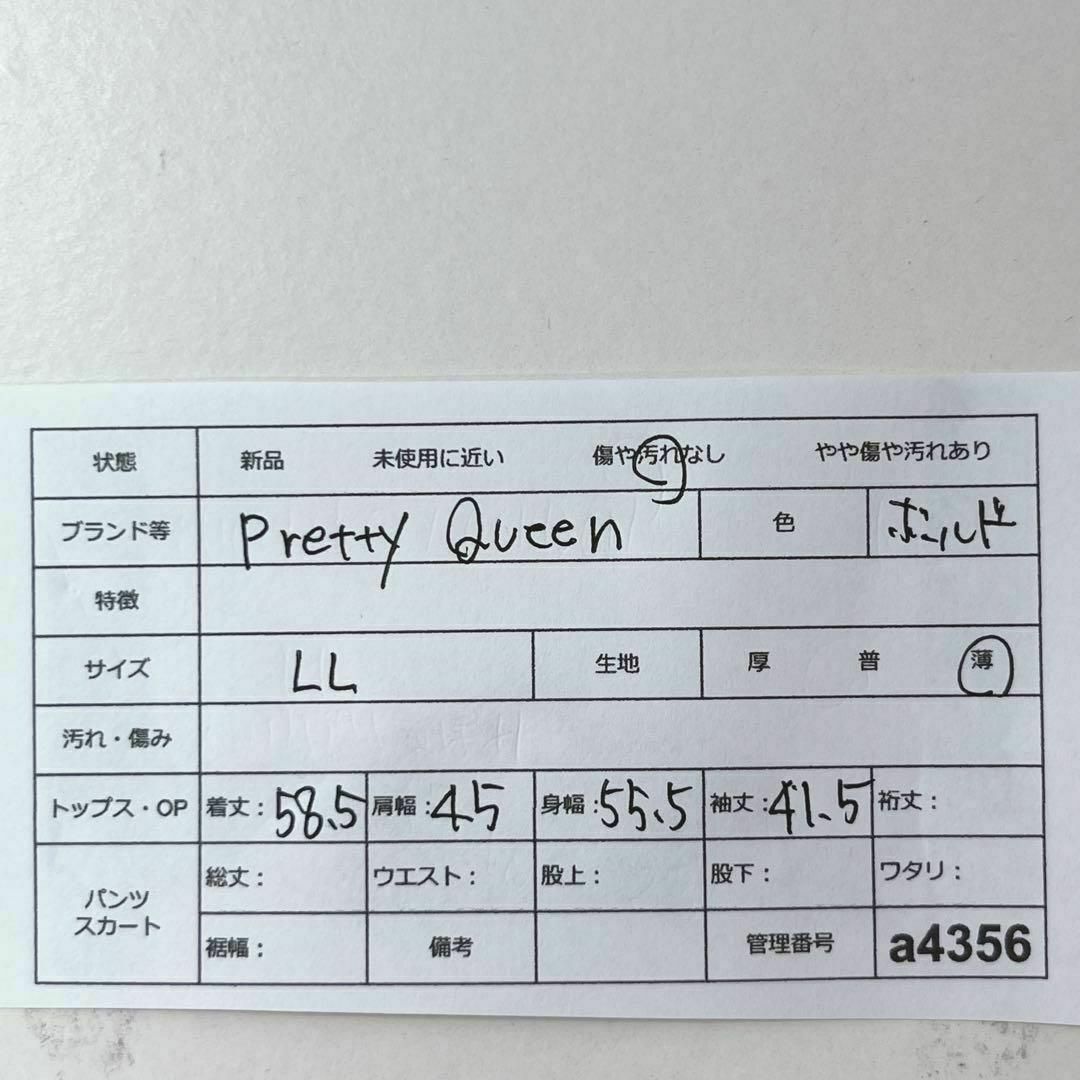 状態 新品 未使用に近い 傷や汚れなし やや傷や汚れあり
ブランド等 Pretty Queen 色 ボルド
特徴
サイズ LL 生地 厚 普 薄
汚れ・傷み
トップス・OP 着丈:58.5 肩幅:45 身幅:55.5 袖丈:41.5 裄丈:
パンツ
スカート
総丈: ウエスト: 股上: 股下: ワタリ:
裾幅: 備考 管理番号 a4356